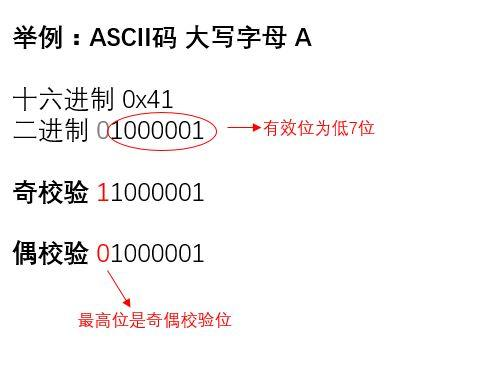 举例：ASCII码 大写字母 A
十六进制 0x41
二进制 01000001
有效位为低7位
奇校验 11000001
偶校验 01000001
最高位是奇偶校验位